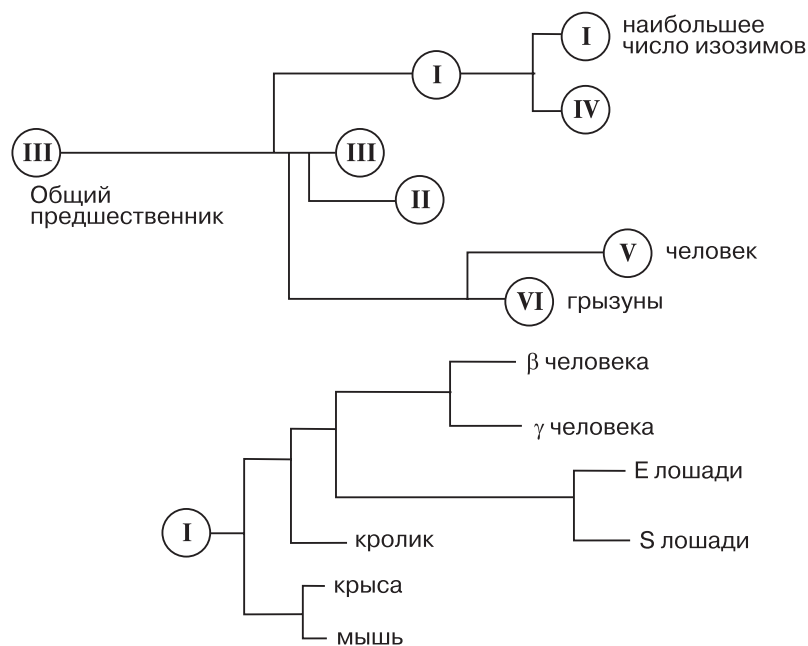 I
наибольшее
число изозимов
I
IV
III
III
Общий
предшественник
II
V
человек
VI
грызуны
β человека
γ человека
E лошади
I
S лошади
кролик
крыса
мышь